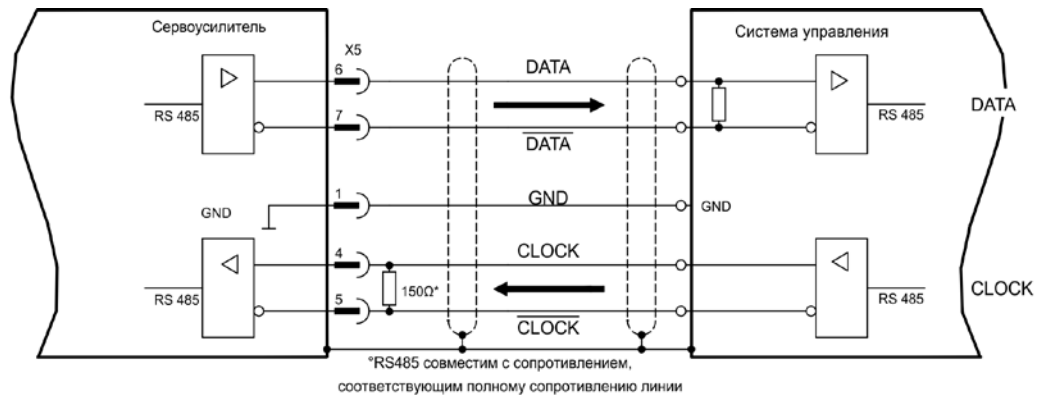 Сервоусилитель
Система управления
X5
6
DATA
RS 485
RS 485
DATA
7
DATA
1
GND
GND
GND
4
CLOCK
RS 485
150Ω*
RS 485
CLOCK
5
CLOCK
*RS485 совместим с сопротивлением,
соответствующим полному сопротивлению линии